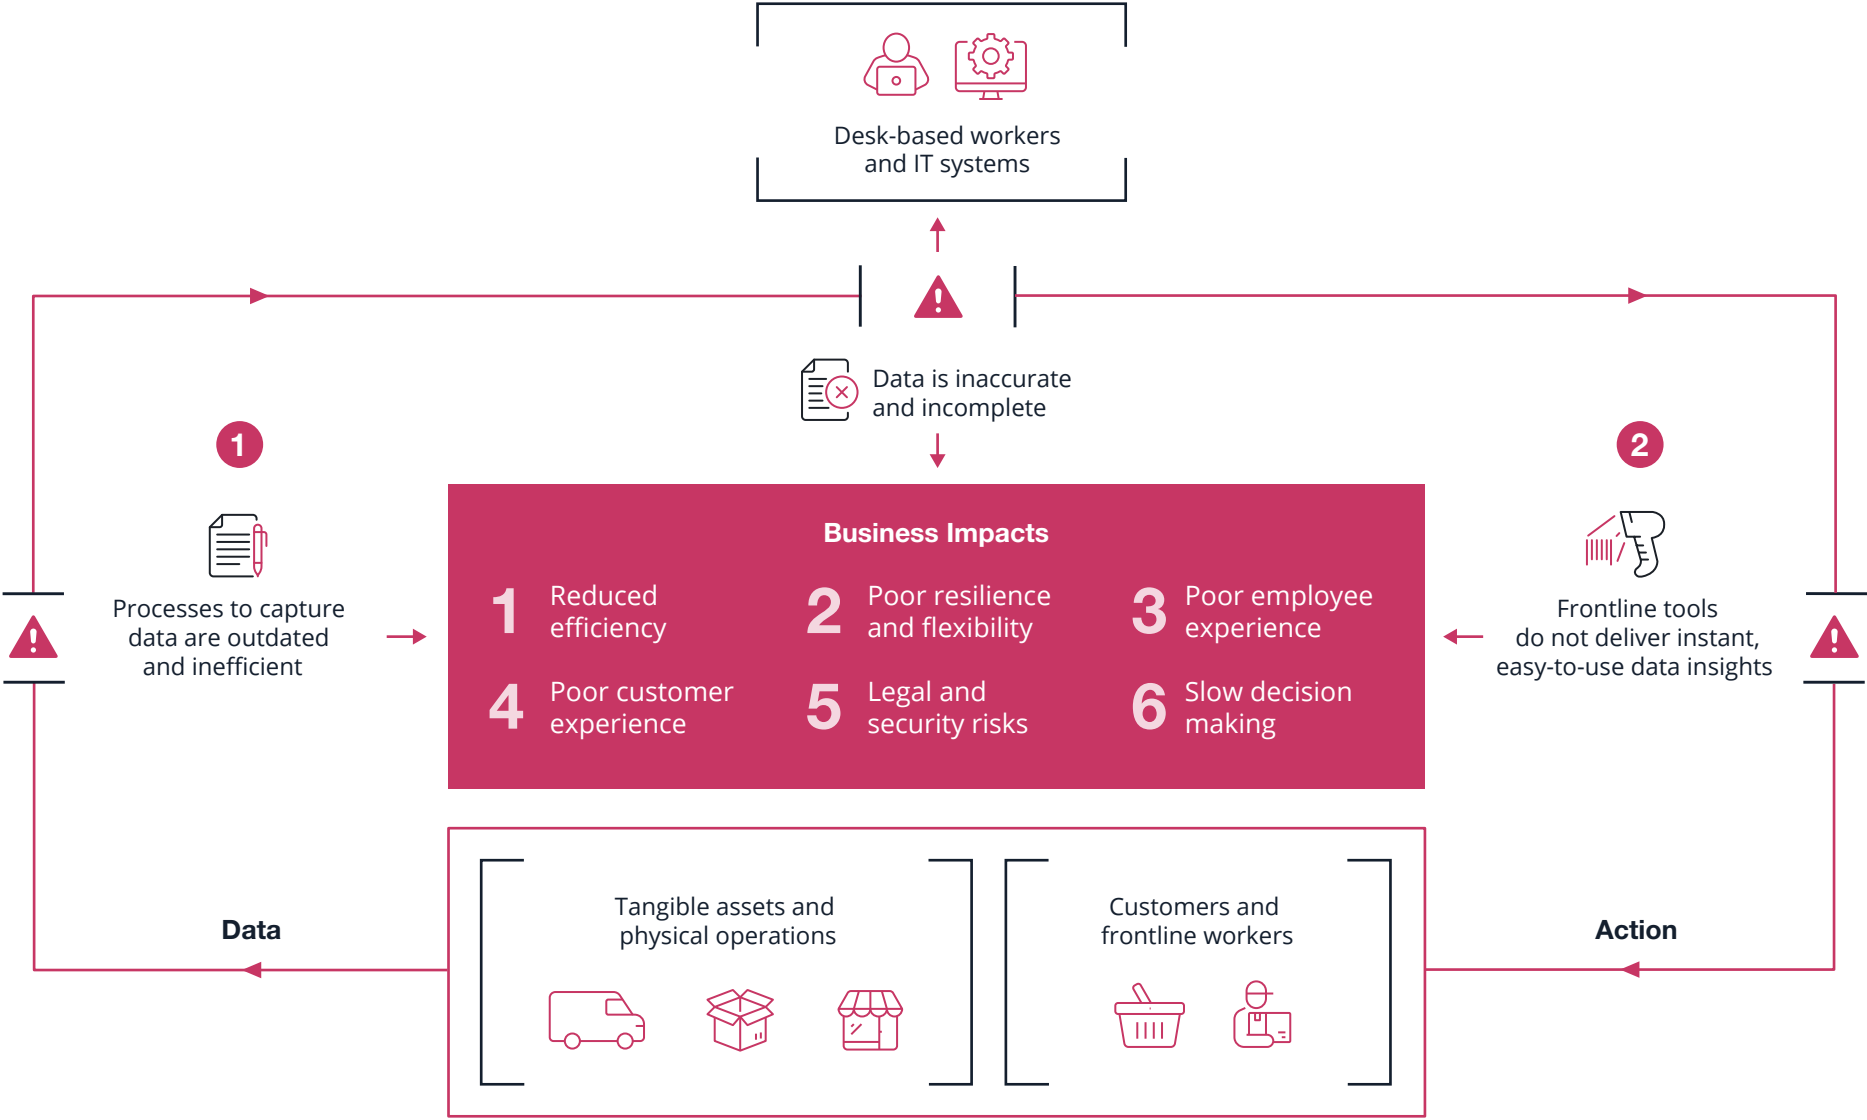 Desk-based workers
and IT systems
Data is inaccurate
and incomplete
1
Processes to capture
data are outdated
and inefficient
2
Frontline tools
do not deliver instant,
easy-to-use data insights
Business Impacts
1 Reduced
efficiency
2 Poor resilience
and flexibility
3 Poor employee
experience
4 Poor customer
experience
5 Legal and
security risks
6 Slow decision
making
Data
Tangible assets and
physical operations
Customers and
frontline workers
Action